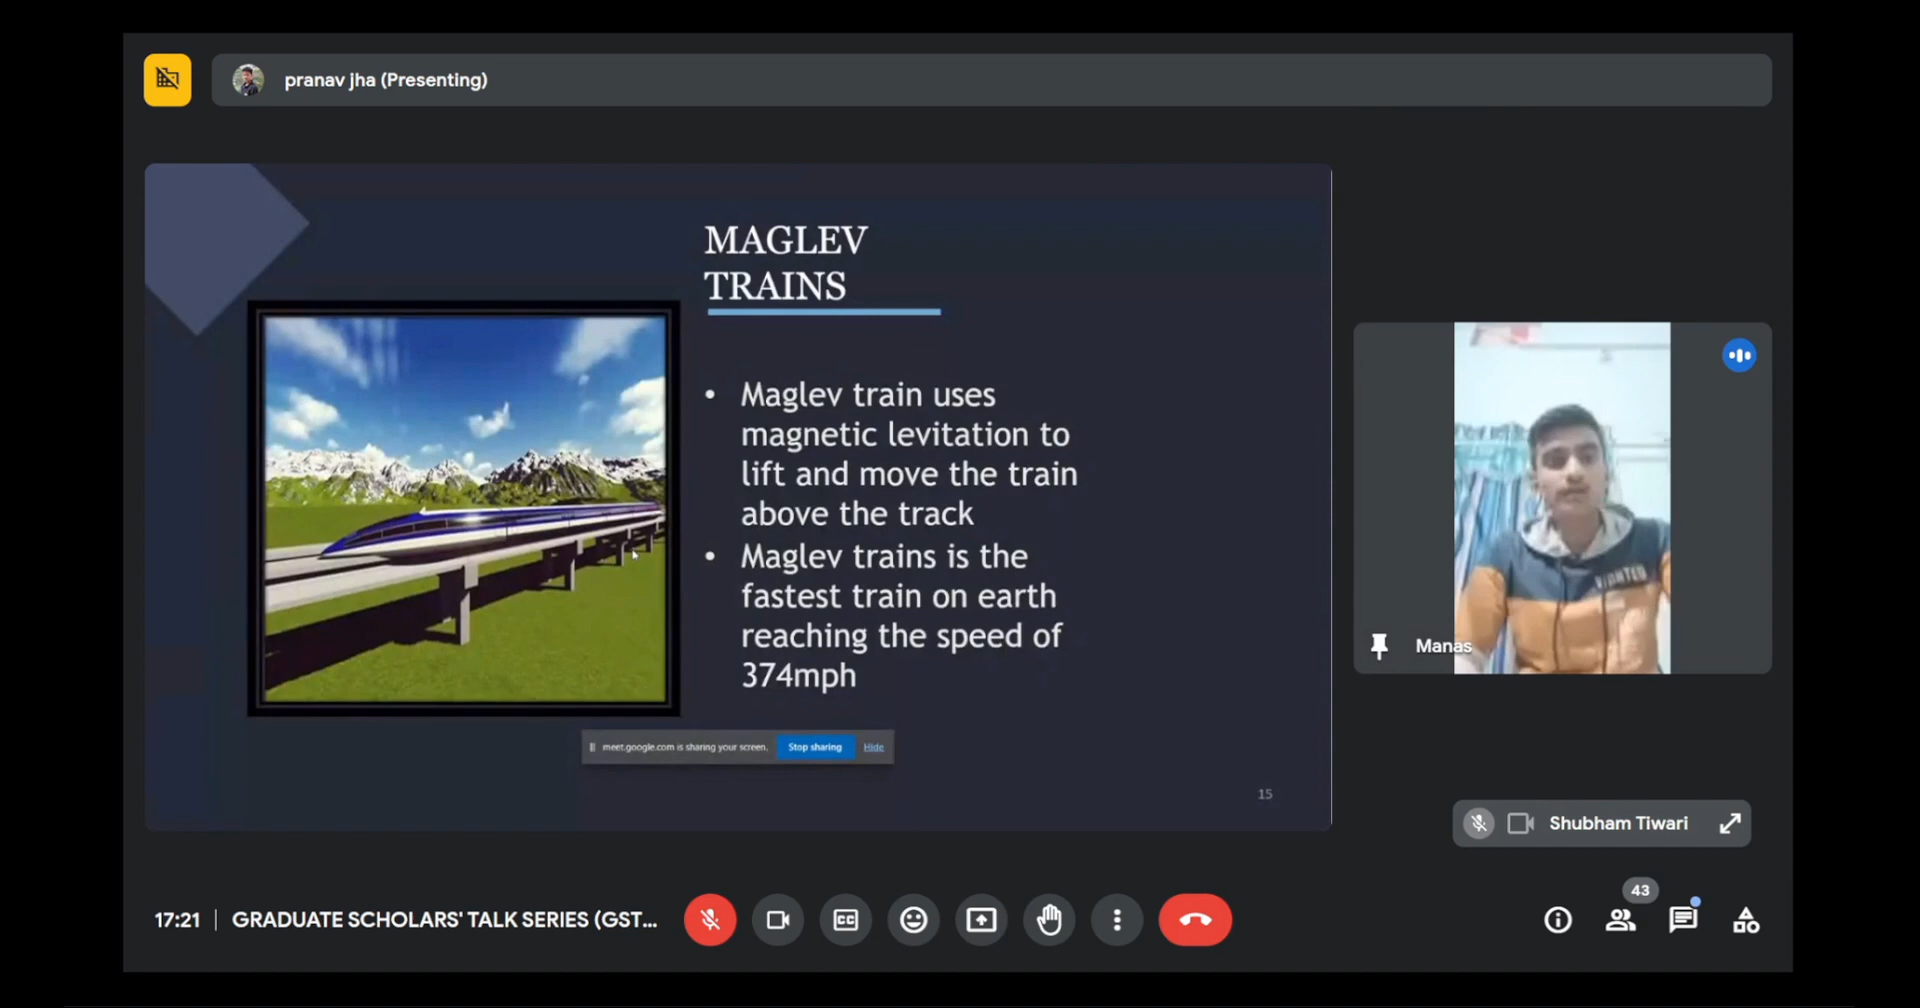 pranav jha (Presenting)
MAGLEV
TRAINS
• Maglev train uses
magnetic levitation to
lift and move the train
above the track
• Maglev trains is the
fastest train on earth
reaching the speed of
374mph
meet.google.com is sharing your screen. Stop sharing Hide
15
Manas
Shubham Tiwari
17:21 | GRADUATE SCHOLARS' TALK SERIES (GST...
CC
43